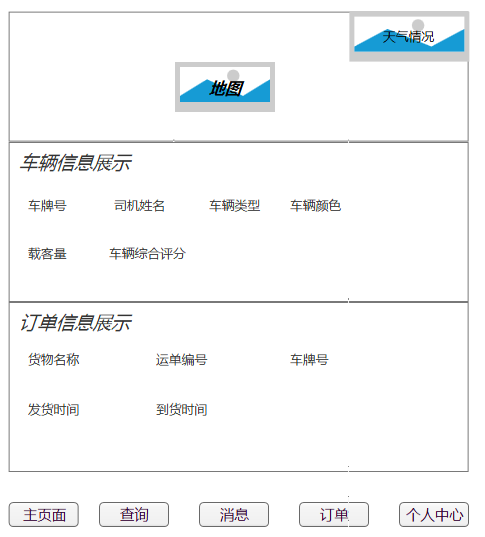 天气情况
地图
车辆信息展示
车牌号 司机姓名 车辆类型 车辆颜色
载客量 车辆综合评分
订单信息展示
货物名称 运单编号 车牌号
发货时间 到货时间
主页面 查询 消息 订单 个人中心